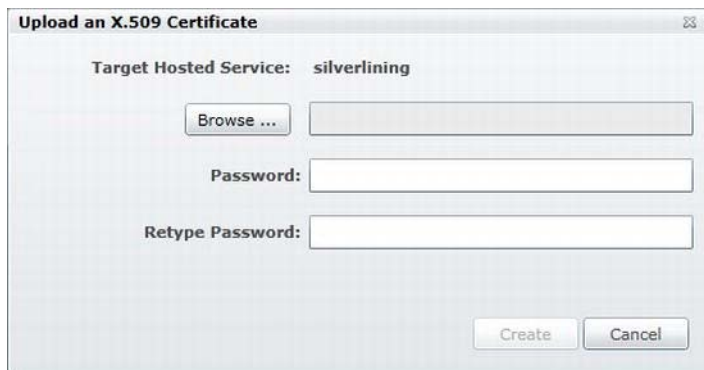 Upload an X.509 Certificate
Target Hosted Service: silverlining
Browse ...
Password:
Retype Password:
Create Cancel